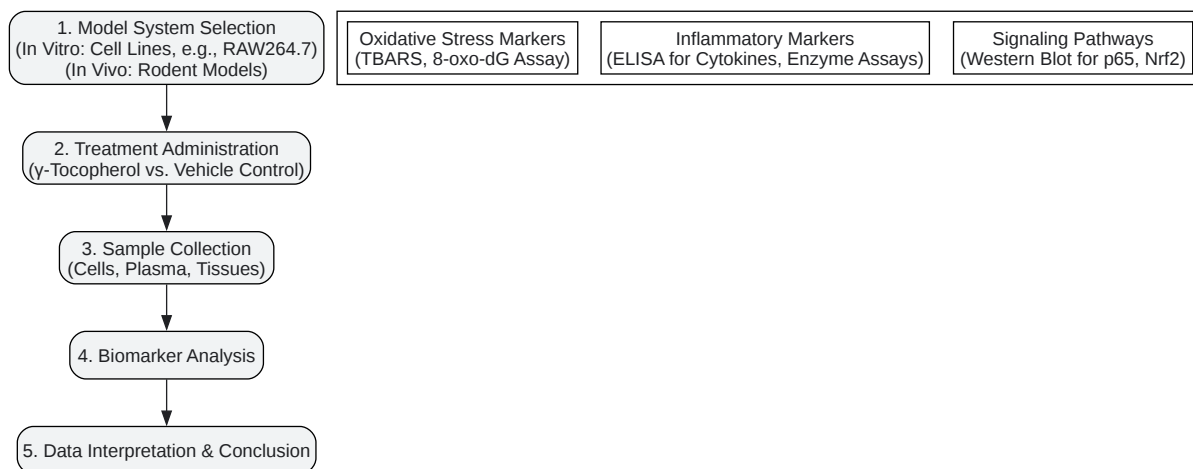 1. Model System Selection
(In Vitro: Cell Lines, e.g., RAW264.7)
(In Vivo: Rodent Models)
Oxidative Stress Markers
(TBARS, 8-oxo-dG Assay)
Inflammatory Markers
(ELISA for Cytokines, Enzyme Assays)
Signaling Pathways
(Western Blot for p65, Nrf2)
2. Treatment Administration
(γ-Tocopherol vs. Vehicle Control)
3. Sample Collection
(Cells, Plasma, Tissues)
4. Biomarker Analysis
5. Data Interpretation & Conclusion